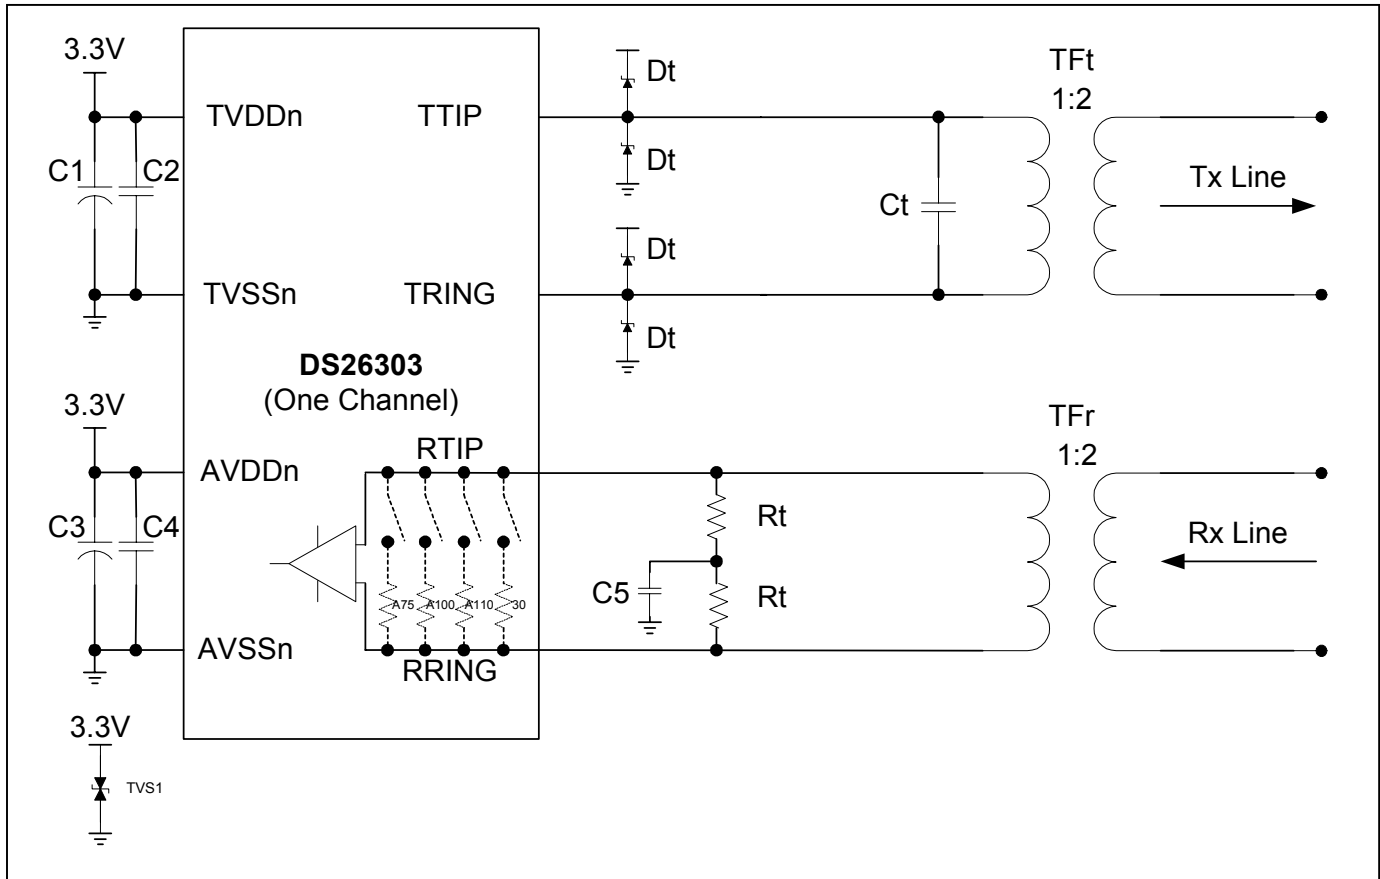 3.3V
TVDDn
TTIP
Dt
TFt
1:2
C1
C2
Dt
Ct
Tx Line
Dt
TVSSn
TRING
Dt
DS26303
(One Channel)
3.3V
RTIP
TFr
1:2
AVDDn
C3
C4
Rt
Rx Line
A75
A100
A110
30
C5
Rt
AVSSn
RRING
3.3V
TVS1